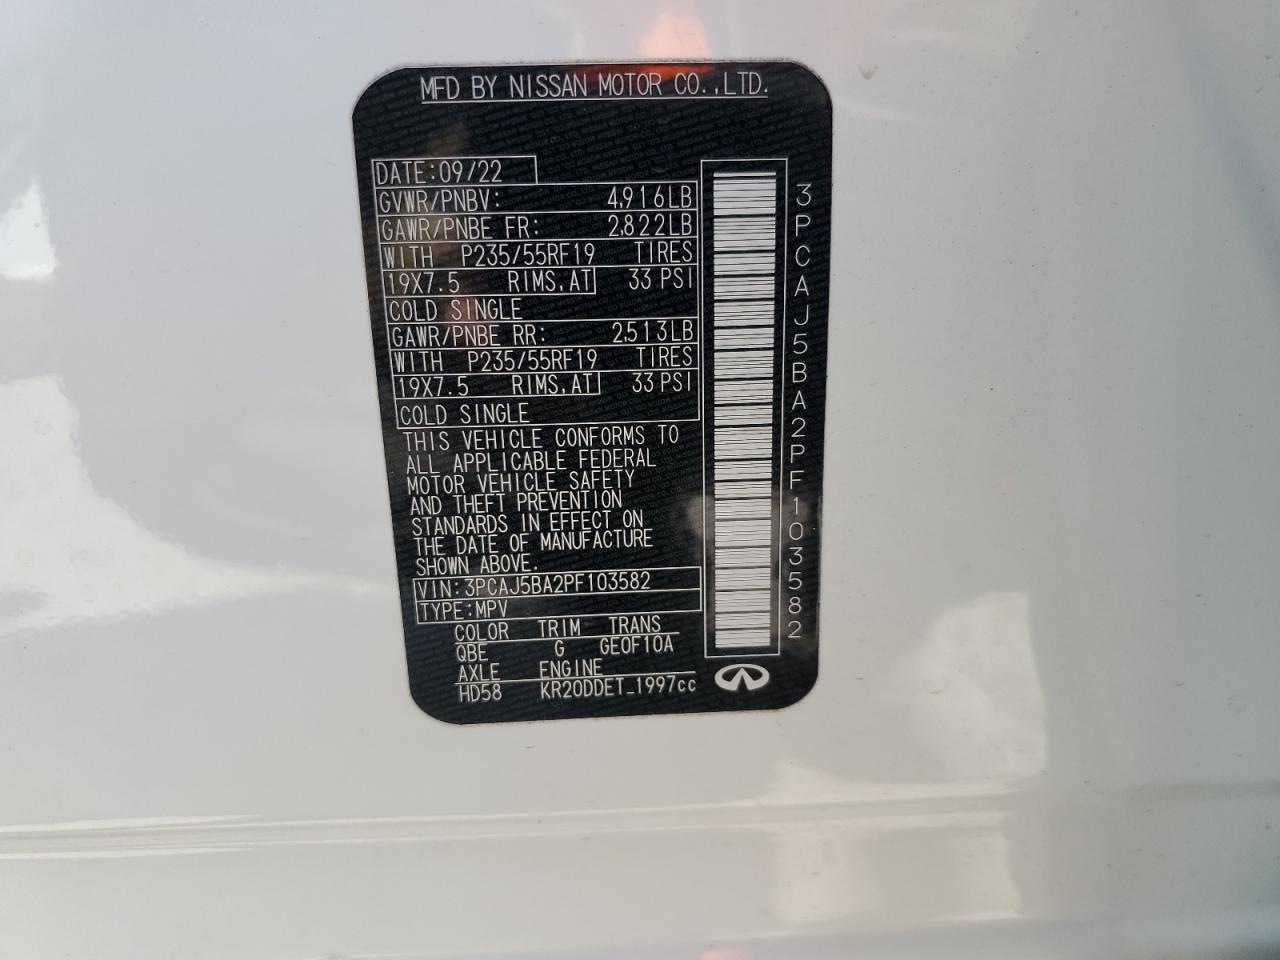 MFD BY NISSAN MOTOR CO.,LTD.
DATE:09/22
GVWR/PNBV: 4,916LB
GAWR/PNBE FR: 2,822LB
WITH P235/55RF19 TIRES
19X7.5 RIMS,AT 33 PSI
COLD SINGLE
GAWR/PNBE RR: 2,513LB
WITH P235/55RF19 TIRES
19X7.5 RIMS,AT 33 PSI
COLD SINGLE
THIS VEHICLE CONFORMS TO
ALL APPLICABLE FEDERAL
MOTOR VEHICLE SAFETY
AND THEFT PREVENTION
STANDARDS IN EFFECT ON
THE DATE OF MANUFACTURE
SHOWN ABOVE.
VIN:3PCAJ5BA2PF103582
TYPE:MPV
COLOR TRIM TRANS
QBE G GE0F10A
AXLE ENGINE
HD58 KR20DDET_1997cc
3PCAJ5BA2PF103582